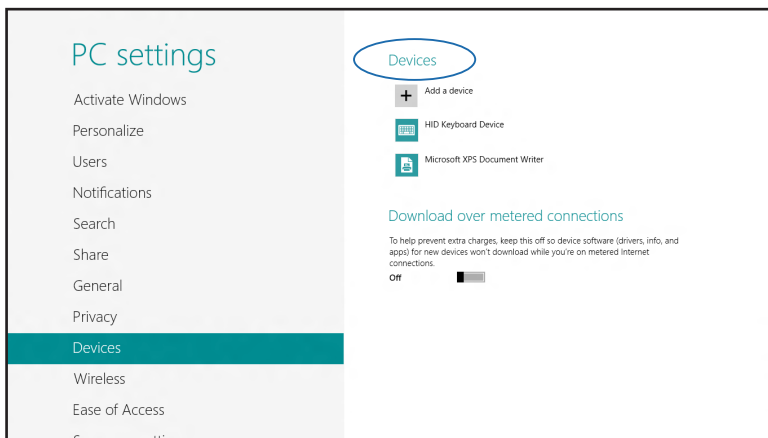 PC settings
Activate Windows
Personalize
Users
Notifications
Search
Share
General
Privacy
Devices
Wireless
Ease of Access
Devices
Add a device
HID Keyboard Device
Microsoft XPS Document Writer
Download over metered connections
To help prevent extra charges, keep this off so device software (drivers, info, and
apps) for new devices won't download while you're on metered Internet
connections.
Off